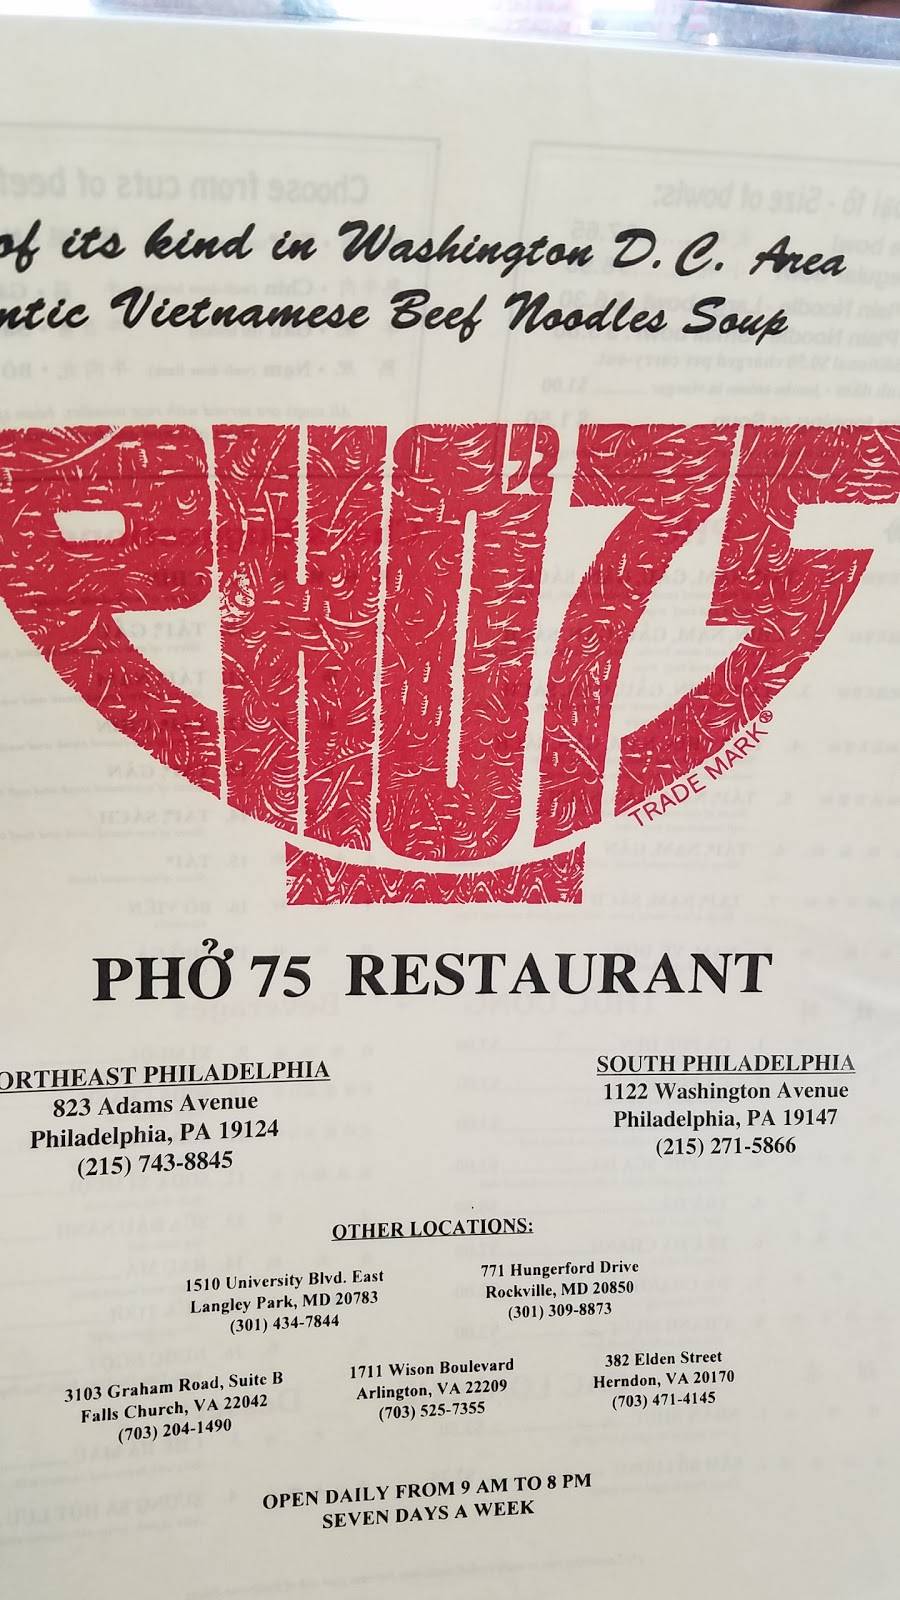 of its kind in Washington D.C. Area
ntic Vietnamese Beef Noodles Soup
PHỞ 75
TRADE MARK®
PHỞ 75 RESTAURANT
ORTHEAST PHILADELPHIA
823 Adams Avenue
Philadelphia, PA 19124
(215) 743-8845
SOUTH PHILADELPHIA
1122 Washington Avenue
Philadelphia, PA 19147
(215) 271-5866
OTHER LOCATIONS:
1510 University Blvd. East
Langley Park, MD 20783
(301) 434-7844
771 Hungerford Drive
Rockville, MD 20850
(301) 309-8873
3103 Graham Road, Suite B
Falls Church, VA 22042
(703) 204-1490
1711 Wison Boulevard
Arlington, VA 22209
(703) 525-7355
382 Elden Street
Herndon, VA 20170
(703) 471-4145
OPEN DAILY FROM 9 AM TO 8 PM
SEVEN DAYS A WEEK